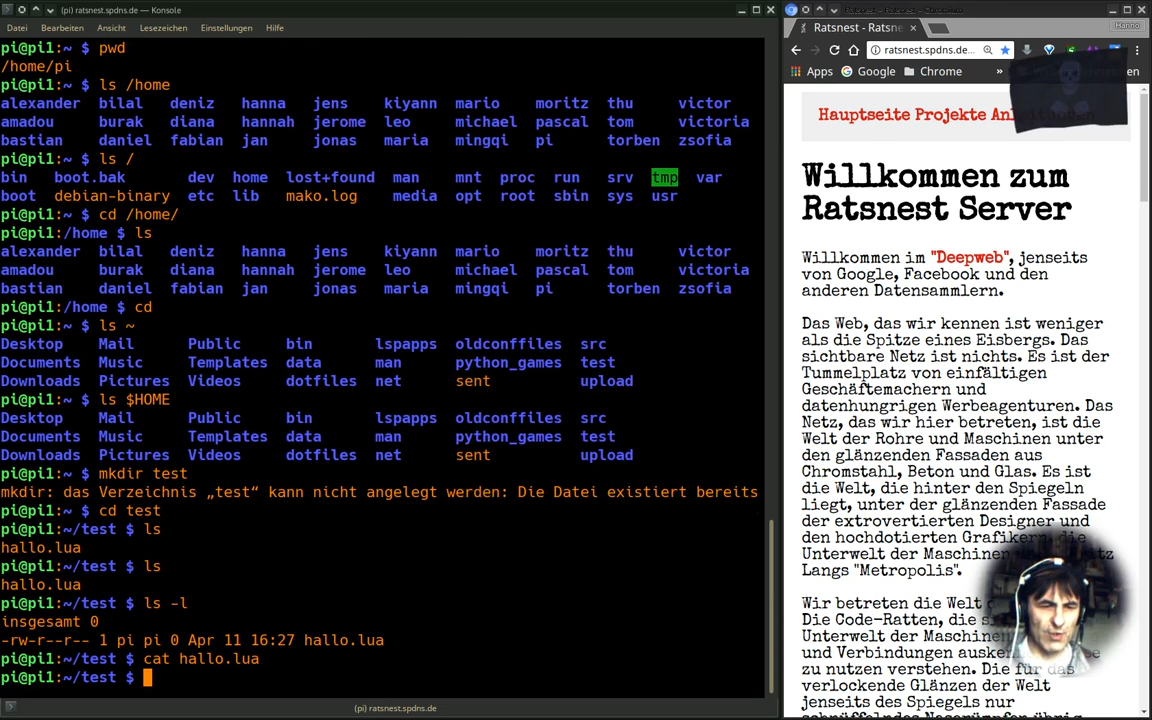 (pi) ratsnest.spdns.de — Konsole
Datei Bearbeiten Ansicht Lesezeichen Einstellungen Hilfe
pi@pi1:~ $ pwd
/home/pi
pi@pi1:~ $ ls /home
alexander bilal deniz hanna jens kiyann mario moritz thu victor
amadou burak diana hannah jerome leo michael pascal tom victoria
bastian daniel fabian jan jonas maria mingqi pi torben zsofia
pi@pi1:~ $ ls /
bin boot.bak dev home lost+found man mnt proc run srv tmp var
boot debian-binary etc lib mako.log media opt root sbin sys usr
pi@pi1:~ $ cd /home/
pi@pi1:/home $ ls
alexander bilal deniz hanna jens kiyann mario moritz thu victor
amadou burak diana hannah jerome leo michael pascal tom victoria
bastian daniel fabian jan jonas maria mingqi pi torben zsofia
pi@pi1:/home $ cd
pi@pi1:~ $ ls ~
Desktop Mail Public bin lspapps oldconffiles src
Documents Music Templates data man python_games test
Downloads Pictures Videos dotfiles net sent upload
pi@pi1:~ $ ls $HOME
Desktop Mail Public bin lspapps oldconffiles src
Documents Music Templates data man python_games test
Downloads Pictures Videos dotfiles net sent upload
pi@pi1:~ $ mkdir test
mkdir: das Verzeichnis „test“ kann nicht angelegt werden: Die Datei existiert bereits
pi@pi1:~ $ cd test
pi@pi1:~/test $ ls
hallo.lua
pi@pi1:~/test $ ls
hallo.lua
pi@pi1:~/test $ ls -l
insgesamt 0
-rw-r--r-- 1 pi pi 0 Apr 11 16:27 hallo.lua
pi@pi1:~/test $ cat hallo.lua
pi@pi1:~/test $
(pi) ratsnest.spdns.de
Ratsnest - Ratsne
Hanno
ratsnest.spdns.de...
Apps Google Chrome »
Hauptseite Projekte
Willkommen zum
Ratsnest Server
Willkommen im "Deepweb", jenseits
von Google, Facebook und den
anderen Datensammlern.
Das Web, das wir kennen ist weniger
als die Spitze eines Eisbergs. Das
sichtbare Netz ist nichts. Es ist der
Tummelplatz von einfältigen
Geschäftemachern und
datenhungrigen Werbeagenturen. Das
Netz, das wir hier betreten, ist die
Welt der Rohre und Maschinen unter
den glänzenden Fassaden aus
Chromstahl, Beton und Glas. Es ist
die Welt, die hinter den Spiegeln
liegt, unter der glänzenden Fassade
der extrovertierten Designer und
den hochdotierten Grafikern, die
Unterwelt der Maschinen
Langs "Metropolis".
Wir betreten die Welt
Die Code-Ratten, die
Unterwelt der Maschinen
und Verbindungen
zu nutzen verstehen. Die für das
verlockende Glänzen der Welt
jenseits des Spiegels nur